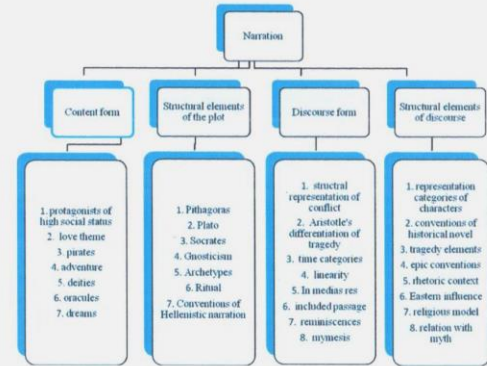 Narration
Content form
Structural elements
of the plot
Discourse form
Structural elements
of discourse
1. protagonists of
high social status
2. love theme
3. pirates
4. adventure
5. deities
6. oracules
7. dreams
1. Pithagoras
2. Plato
3. Socrates
4. Gnosticism
5. Archetypes
6. Ritual
7. Conventions of
Hellenistic narration
1. structral
representation of
conflict
2. Aristotle's
differentiation of
tragedy
3. time categories
4. linearity
5. In medias res
6. included passage
7. reminiscences
8. mymesis
1. representation
categories of
characters
2. conventions of
historical novel
3. tragedy elements
4. epic conventions
5. rhetoric context
6. Eastern influence
7. religious model
8. relation with
myth